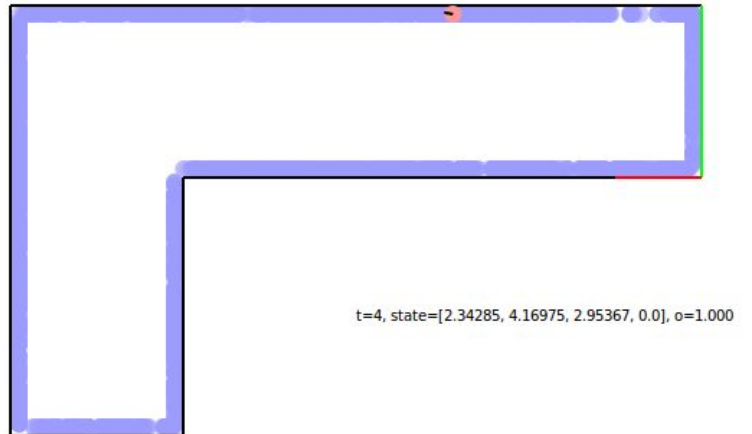 t=4, state=[2.34285, 4.16975, 2.95367, 0.0], o=1.000